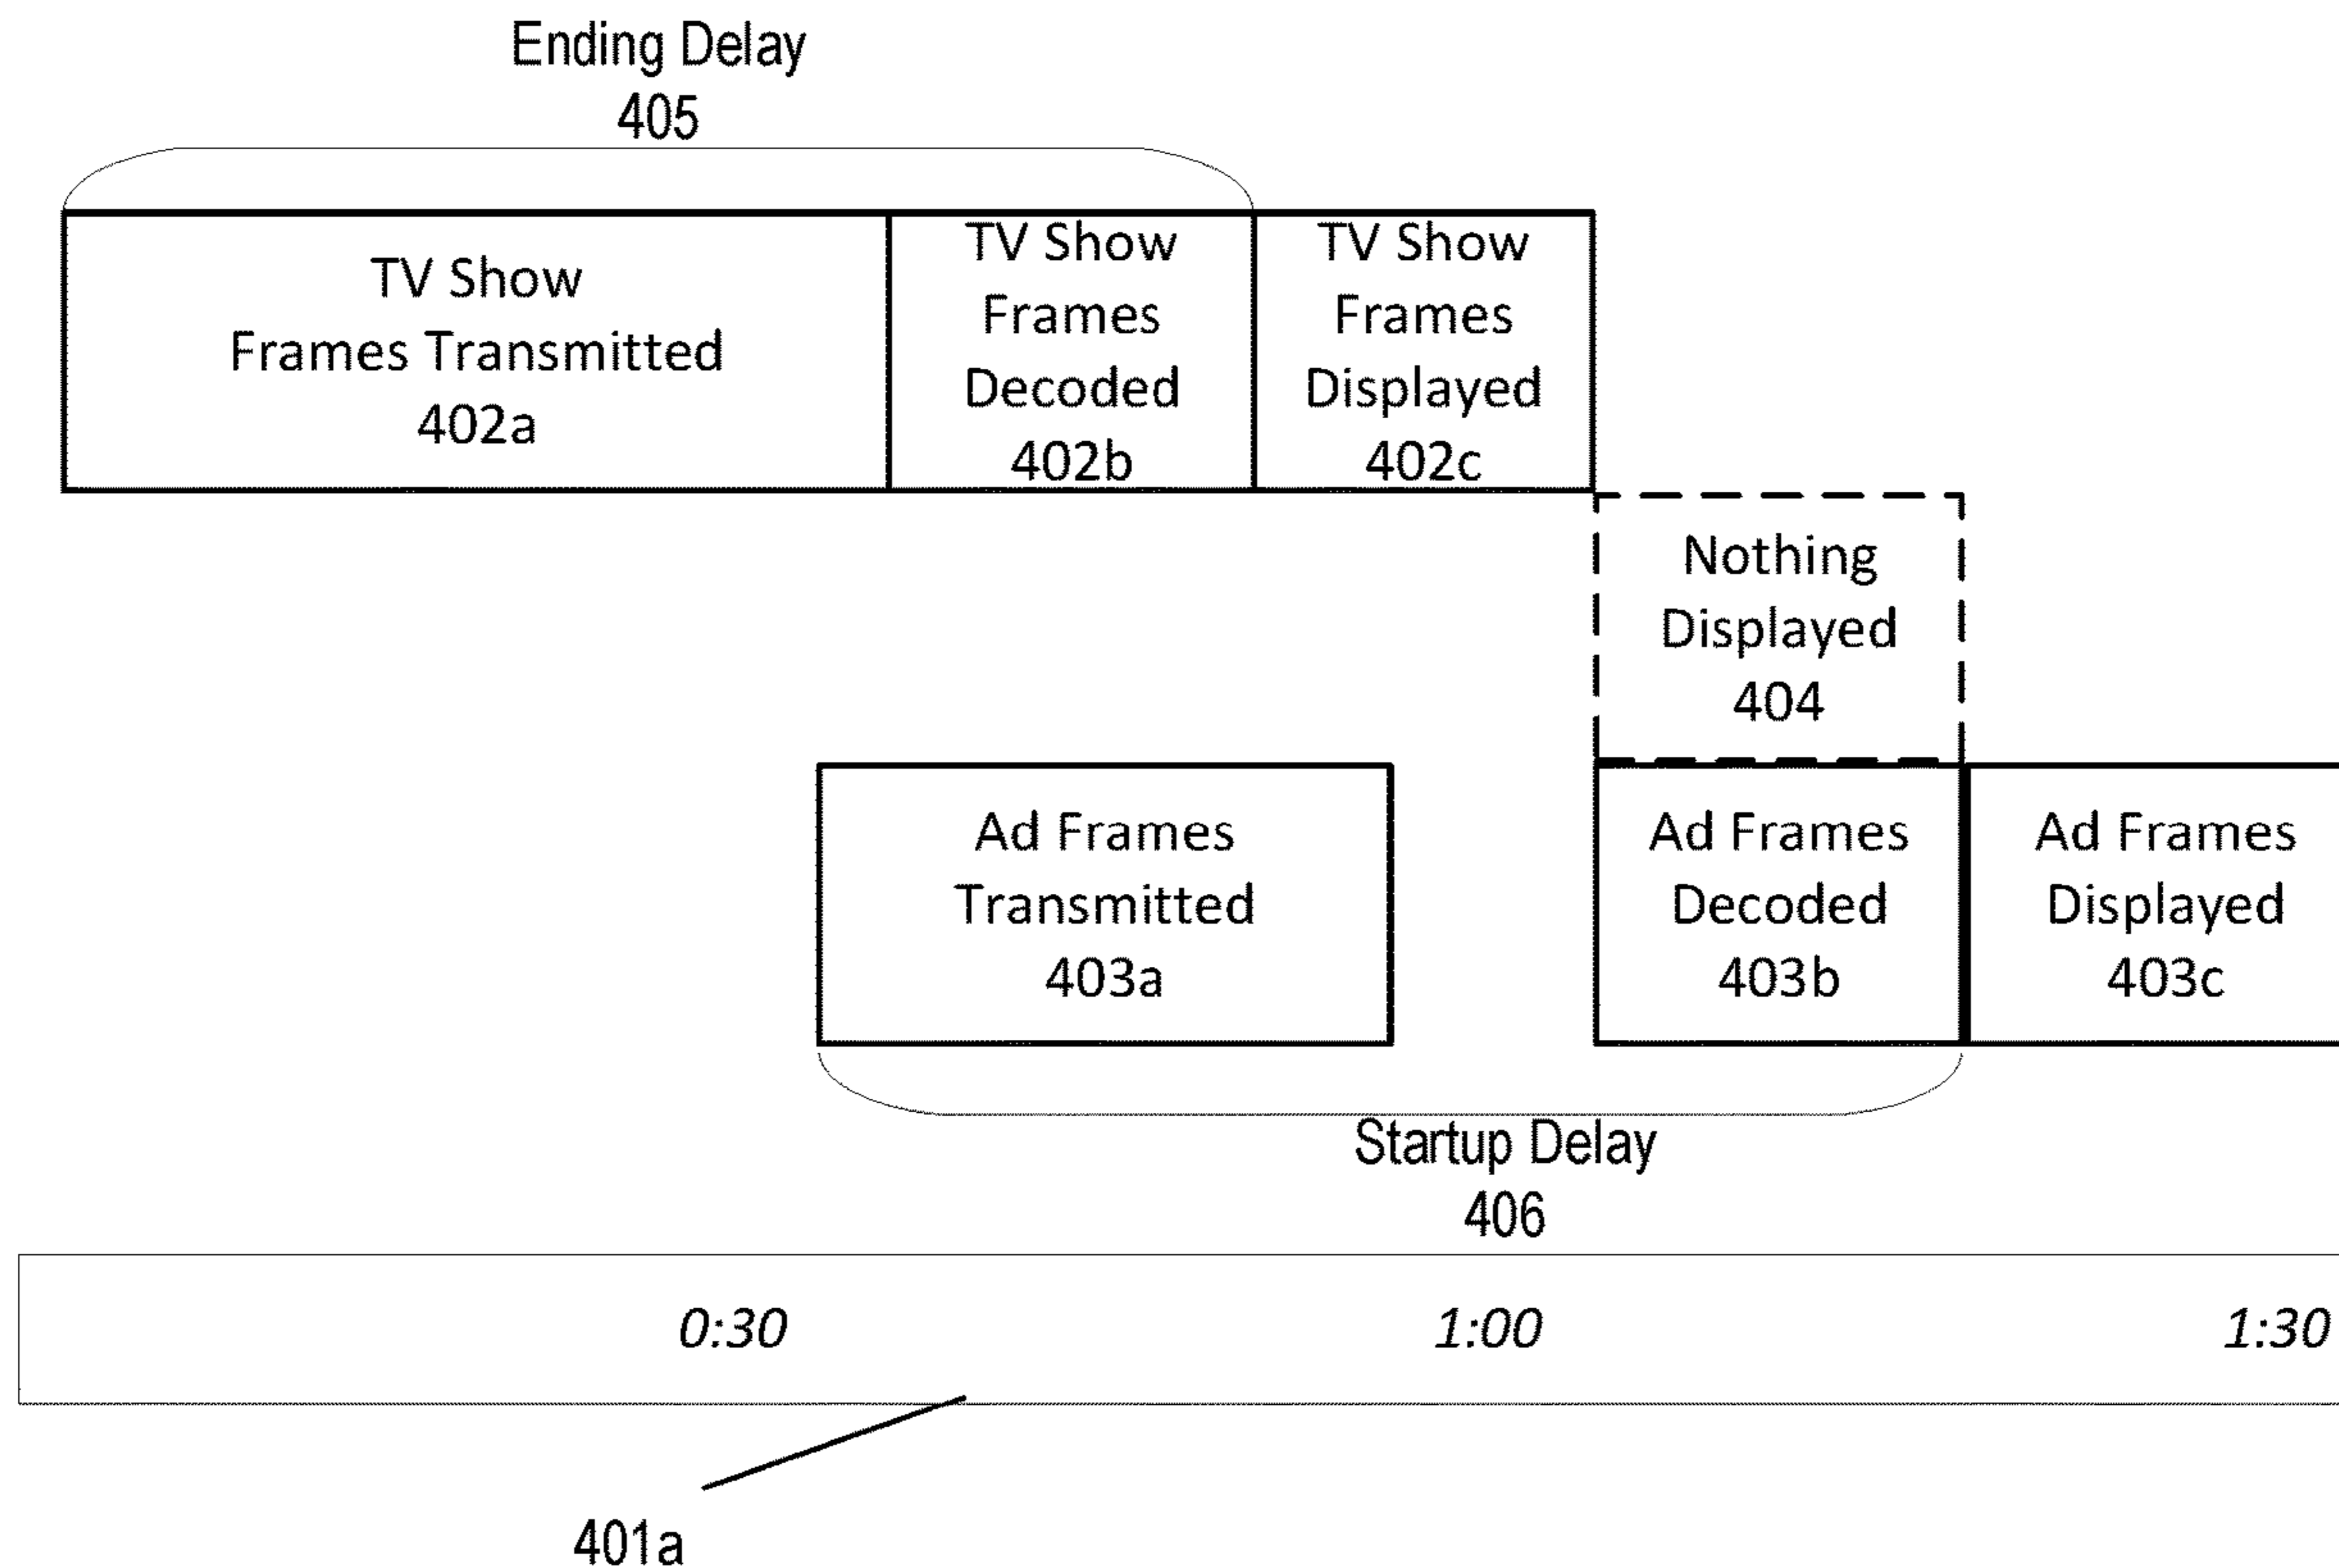 Ending Delay
405
TV Show
Frames Transmitted
402a
TV Show
Frames
Decoded
402b
TV Show
Frames
Displayed
402c
Nothing
Displayed
404
Ad Frames
Transmitted
403a
Ad Frames
Decoded
403b
Ad Frames
Displayed
403c
Startup Delay
406
0:30 1:00 1:30
401a